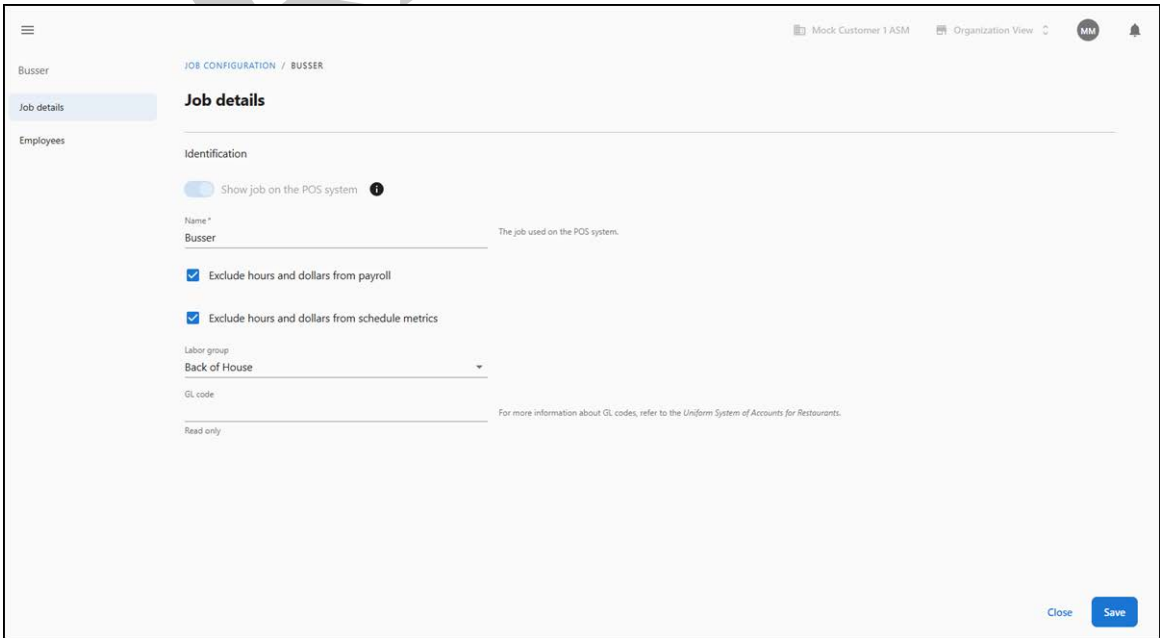 Mock Customer 1 ASM Organization View MM
Busser
JOB CONFIGURATION / BUSSER
Job details
Job details
Employees
Identification
Show job on the POS system
Name *
Busser
The job used on the POS system.
Exclude hours and dollars from payroll
Exclude hours and dollars from schedule metrics
Labor group
Back of House
GL code
For more information about GL codes, refer to the Uniform System of Accounts for Restaurants.
Read only
Close Save